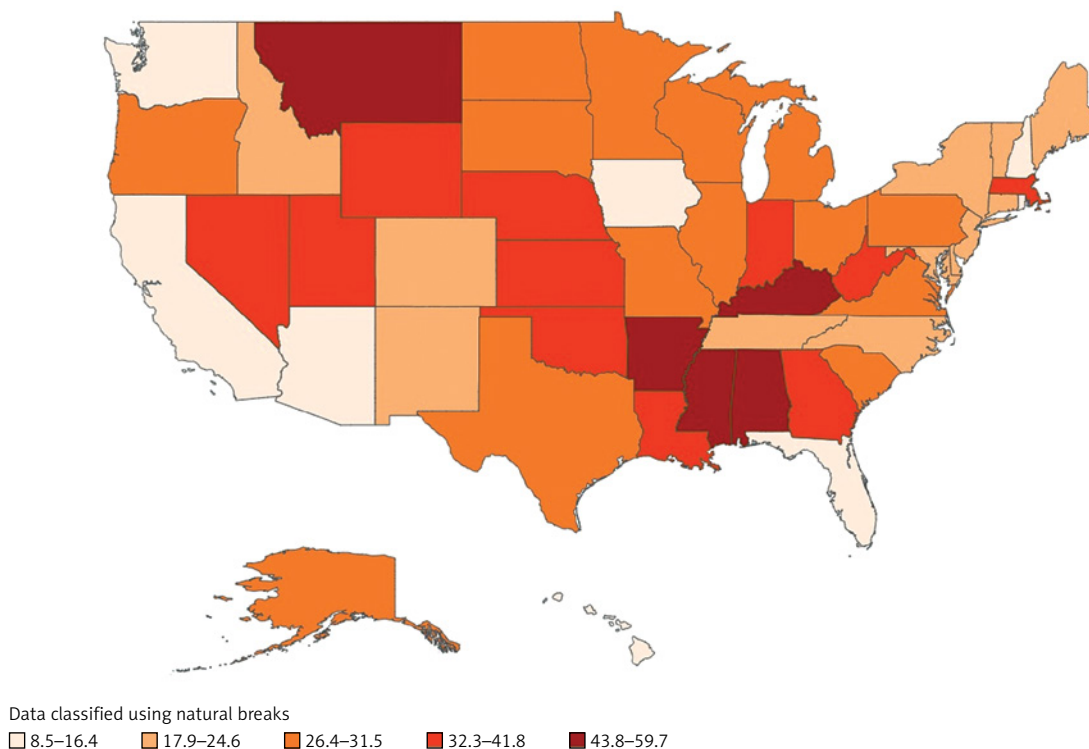 Data classified using natural breaks
8.5–16.4 17.9–24.6 26.4–31.5 32.3–41.8 43.8–59.7